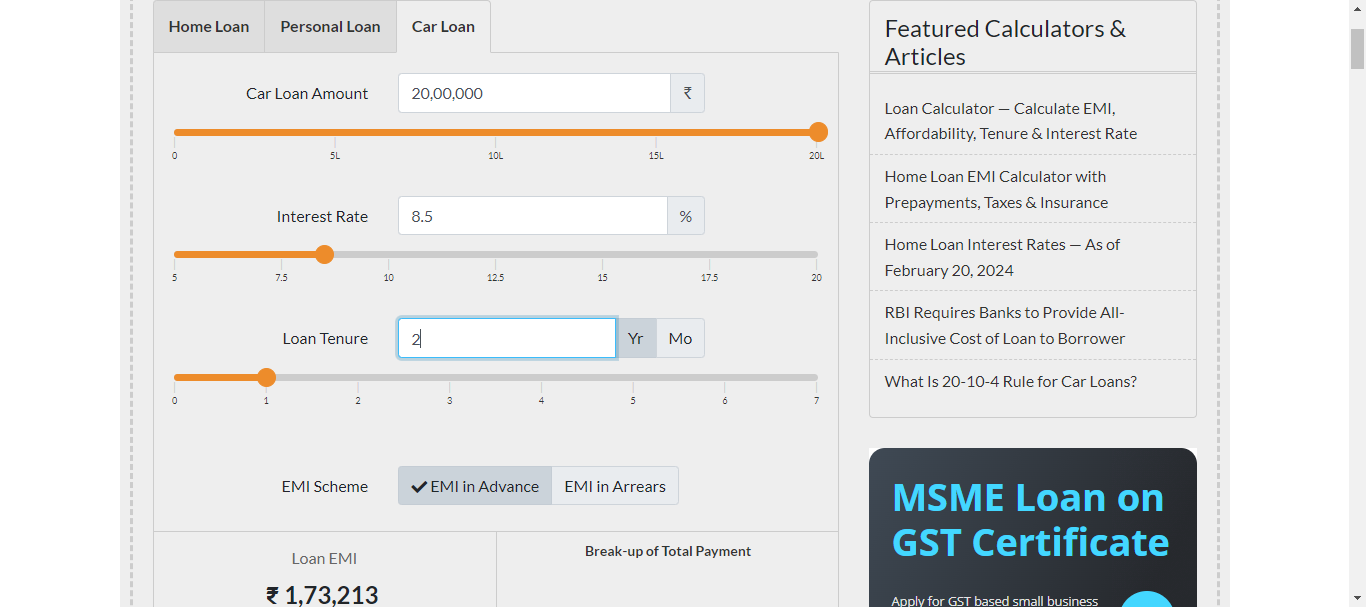 Home Loan
Personal Loan
Car Loan
Car Loan Amount
20,00,000
₹
0
5L
10L
15L
20L
Interest Rate
8.5
%
5
7.5
10
12.5
15
17.5
20
Loan Tenure
2
Yr
Mo
0
1
2
3
4
5
6
7
EMI Scheme
EMI in Advance
EMI in Arrears
Loan EMI
₹ 1,73,213
Break-up of Total Payment
Featured Calculators &
Articles
Loan Calculator — Calculate EMI,
Affordability, Tenure & Interest Rate
Home Loan EMI Calculator with
Prepayments, Taxes & Insurance
Home Loan Interest Rates — As of
February 20, 2024
RBI Requires Banks to Provide All-
Inclusive Cost of Loan to Borrower
What Is 20-10-4 Rule for Car Loans?
MSME Loan on
GST Certificate
Apply for GST based small business